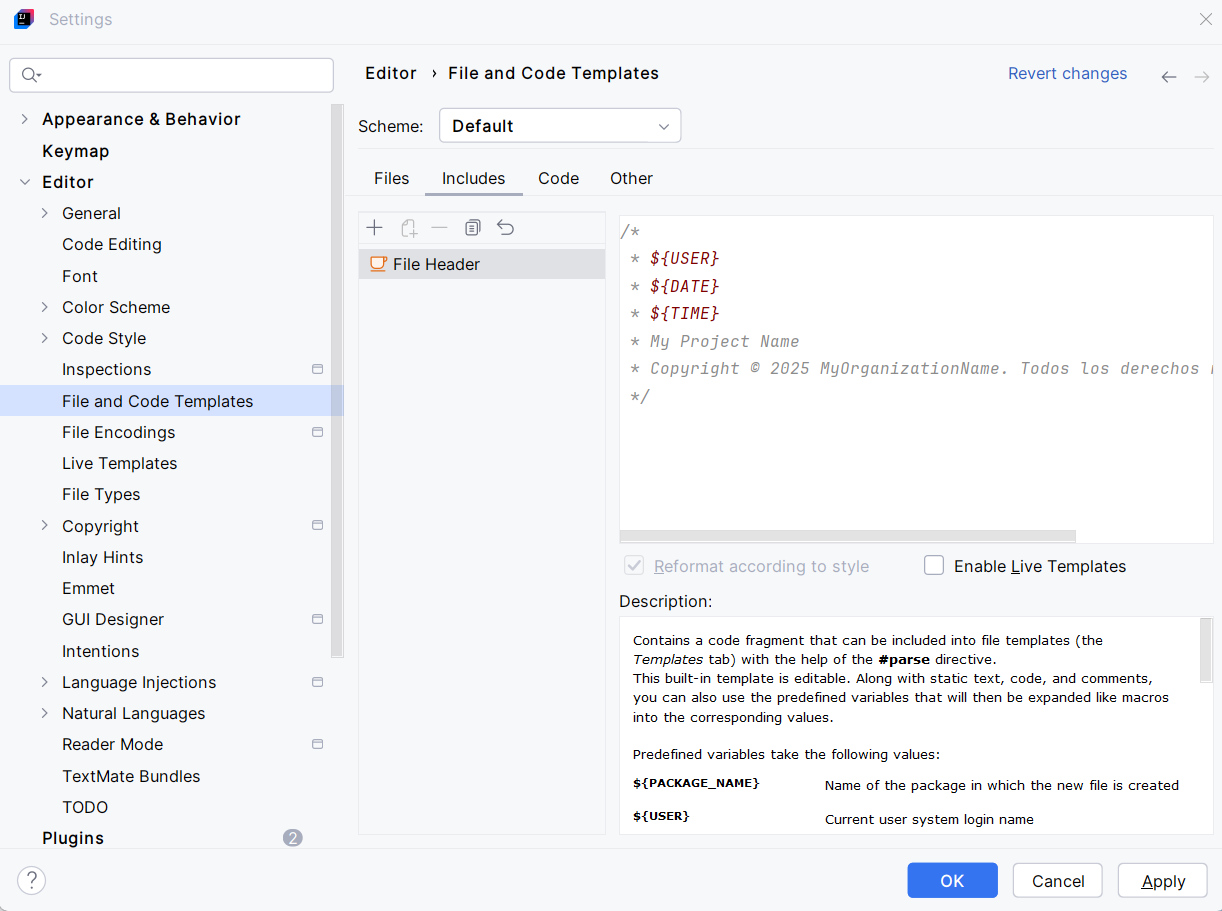 Settings
Editor › File and Code Templates
Revert changes
Appearance & Behavior
Keymap
Editor
General
Code Editing
Font
Color Scheme
Code Style
Inspections
File and Code Templates
File Encodings
Live Templates
File Types
Copyright
Inlay Hints
Emmet
GUI Designer
Intentions
Language Injections
Natural Languages
Reader Mode
TextMate Bundles
TODO
Plugins 2
Scheme: Default
Files Includes Code Other
File Header
/*
* ${USER}
* ${DATE}
* ${TIME}
* My Project Name
* Copyright © 2025 MyOrganizationName. Todos los derechos
*/
Reformat according to style Enable Live Templates
Description:
Contains a code fragment that can be included into file templates (the
Templates tab) with the help of the #parse directive.
This built-in template is editable. Along with static text, code, and comments,
you can also use the predefined variables that will then be expanded like macros
into the corresponding values.
Predefined variables take the following values:
${PACKAGE_NAME} Name of the package in which the new file is created
${USER} Current user system login name
?
OK Cancel Apply